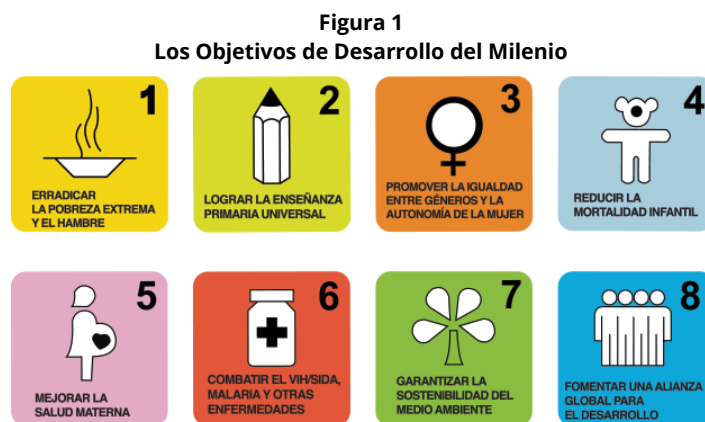 Figura 1
Los Objetivos de Desarrollo del Milenio
1
ERRADICAR
LA POBREZA EXTREMA
Y EL HAMBRE
2
LOGRAR LA ENSEÑANZA
PRIMARIA UNIVERSAL
3
PROMOVER LA IGUALDAD
ENTRE GÉNEROS Y LA
AUTONOMÍA DE LA MUJER
4
REDUCIR LA
MORTALIDAD INFANTIL
5
MEJORAR LA
SALUD MATERNA
6
COMBATIR EL VIH/SIDA,
MALARIA Y OTRAS
ENFERMEDADES
7
GARANTIZAR LA
SOSTENIBILIDAD DEL
MEDIO AMBIENTE
8
FOMENTAR UNA ALIANZA
GLOBAL PARA
EL DESARROLLO